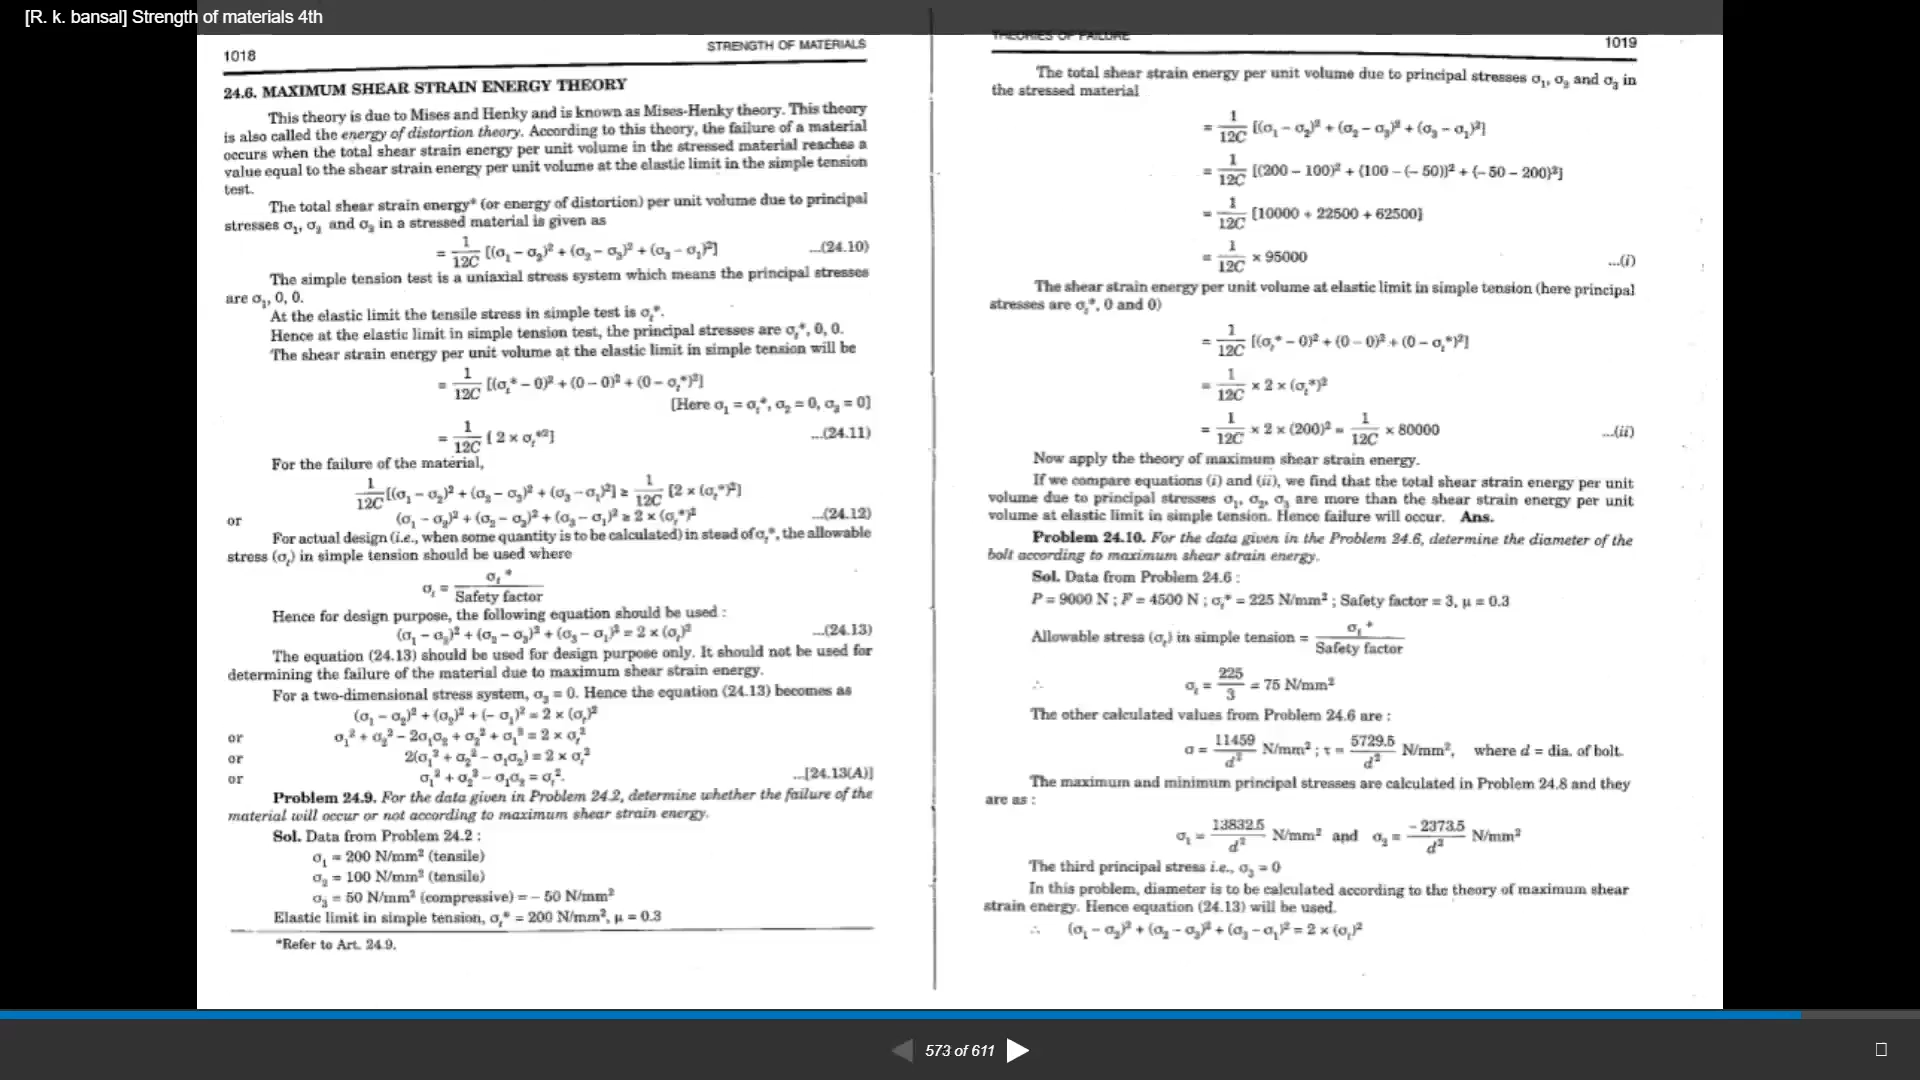 [R. k. bansal] Strength of materials 4th
1018
STRENGTH OF MATERIALS
24.6. MAXIMUM SHEAR STRAIN ENERGY THEORY
This theory is due to Mises and Henky and is known as Mises-Henky theory. This theory
is also called the energy of distortion theory. According to this theory, the failure of a material
occurs when the total shear strain energy per unit volume in the stressed material reaches a
value equal to the shear strain energy per unit volume at the elastic limit in the simple tension
test.
The total shear strain energy* (or energy of distortion) per unit volume due to principal
stresses σ₁, σ₂ and σ₃ in a stressed material is given as
= 1/12C [(σ₁ – σ₂)² + (σ₂ – σ₃)² + (σ₃ – σ₁)²] ...(24.10)
The simple tension test is a uniaxial stress system which means the principal stresses
are σ₁, 0, 0.
At the elastic limit the tensile stress in simple test is σₜ*.
Hence at the elastic limit in simple tension test, the principal stresses are σₜ*, 0, 0.
The shear strain energy per unit volume at the elastic limit in simple tension will be
= 1/12C [(σₜ* – 0)² + (0 – 0)² + (0 – σₜ*)²]
[Here σ₁ = σₜ*, σ₂ = 0, σ₃ = 0]
= 1/12C [2 × σₜ*²] ...(24.11)
For the failure of the material,
1/12C [(σ₁ – σ₂)² + (σ₂ – σ₃)² + (σ₃ – σ₁)²] ≥ 1/12C [2 × (σₜ*)²]
or (σ₁ – σ₂)² + (σ₂ – σ₃)² + (σ₃ – σ₁)² ≥ 2 × (σₜ*)² ...(24.12)
For actual design (i.e., when some quantity is to be calculated) in stead of σₜ*, the allowable
stress (σₜ) in simple tension should be used where
σₜ = σₜ* / Safety factor
Hence for design purpose, the following equation should be used :
(σ₁ – σ₂)² + (σ₂ – σ₃)² + (σ₃ – σ₁)² = 2 × (σₜ)² ...(24.13)
The equation (24.13) should be used for design purpose only. It should not be used for
determining the failure of the material due to maximum shear strain energy.
For a two-dimensional stress system, σ₃ = 0. Hence the equation (24.13) becomes as
(σ₁ – σ₂)² + (σ₂)² + (– σ₁)² = 2 × (σₜ)²
or σ₁² + σ₂² – 2σ₁σ₂ + σ₂² + σ₁² = 2 × σₜ²
or 2(σ₁² + σ₂² – σ₁σ₂) = 2 × σₜ²
or σ₁² + σ₂² – σ₁σ₂ = σₜ². ...[24.13(A)]
Problem 24.9. For the data given in Problem 24.2, determine whether the failure of the
material will occur or not according to maximum shear strain energy.
Sol. Data from Problem 24.2 :
σ₁ = 200 N/mm² (tensile)
σ₂ = 100 N/mm² (tensile)
σ₃ = 50 N/mm² (compressive) = – 50 N/mm²
Elastic limit in simple tension, σₜ* = 200 N/mm², μ = 0.3
*Refer to Art. 24.9.
THEORIES OF FAILURE
1019
The total shear strain energy per unit volume due to principal stresses σ₁, σ₂ and σ₃ in
the stressed material
= 1/12C [(σ₁ – σ₂)² + (σ₂ – σ₃)² + (σ₃ – σ₁)²]
= 1/12C [(200 – 100)² + (100 – (– 50))² + (– 50 – 200)²]
= 1/12C [10000 + 22500 + 62500]
= 1/12C × 95000 ...(i)
The shear strain energy per unit volume at elastic limit in simple tension (here principal
stresses are σₜ*, 0 and 0)
= 1/12C [(σₜ* – 0)² + (0 – 0)² + (0 – σₜ*)²]
= 1/12C × 2 × (σₜ*)²
= 1/12C × 2 × (200)² = 1/12C × 80000 ...(ii)
Now apply the theory of maximum shear strain energy.
If we compare equations (i) and (ii), we find that the total shear strain energy per unit
volume due to principal stresses σ₁, σ₂, σ₃ are more than the shear strain energy per unit
volume at elastic limit in simple tension. Hence failure will occur. Ans.
Problem 24.10. For the data given in the Problem 24.6, determine the diameter of the
bolt according to maximum shear strain energy.
Sol. Data from Problem 24.6 :
P = 9000 N ; F = 4500 N ; σₜ* = 225 N/mm² ; Safety factor = 3, μ = 0.3
Allowable stress (σₜ) in simple tension = σₜ* / Safety factor
∴ σₜ = 225/3 = 75 N/mm²
The other calculated values from Problem 24.6 are :
σ = 11459/d² N/mm² ; τ = 5729.5/d² N/mm², where d = dia. of bolt.
The maximum and minimum principal stresses are calculated in Problem 24.8 and they
are as :
σ₁ = 13832.5/d² N/mm² and σ₂ = – 2373.5/d² N/mm²
The third principal stress i.e., σ₃ = 0
In this problem, diameter is to be calculated according to the theory of maximum shear
strain energy. Hence equation (24.13) will be used.
∴ (σ₁ – σ₂)² + (σ₂ – σ₃)² + (σ₃ – σ₁)² = 2 × (σₜ)²
573 of 611